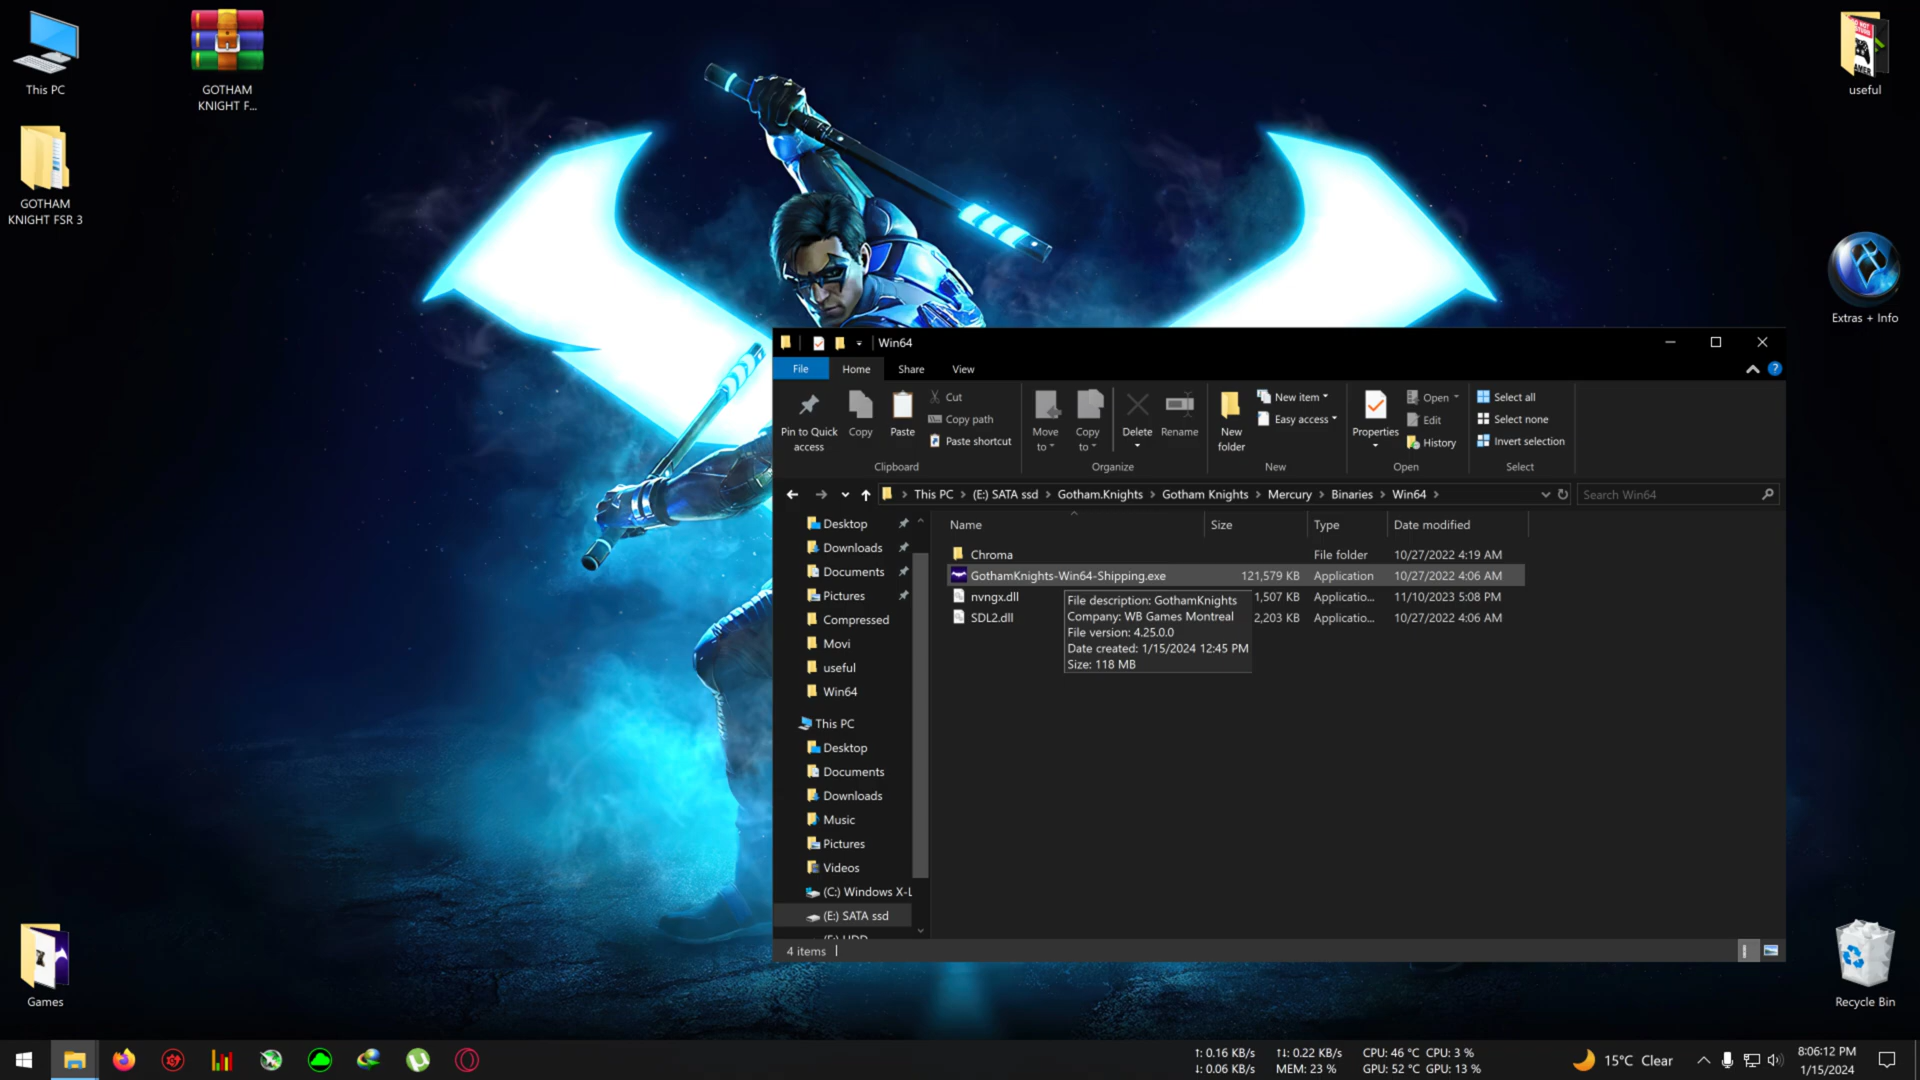 This PC
GOTHAM
KNIGHT F...
GOTHAM
KNIGHT FSR 3
useful
Extras + Info
Games
Recycle Bin
Win64
File
Home
Share
View
Pin to Quick
access
Copy
Paste
Cut
Copy path
Paste shortcut
Clipboard
Move
to
Copy
to
Delete
Rename
Organize
New
folder
New item
Easy access
New
Properties
Open
Edit
History
Open
Select all
Select none
Invert selection
Select
This PC > (E:) SATA ssd > Gotham.Knights > Gotham Knights > Mercury > Binaries > Win64 >
Search Win64
Desktop
Downloads
Documents
Pictures
Compressed
Movi
useful
Win64
This PC
Desktop
Documents
Downloads
Music
Pictures
Videos
(C:) Windows X-L
(E:) SATA ssd
Name Size Type Date modified
Chroma File folder 10/27/2022 4:19 AM
GothamKnights-Win64-Shipping.exe 121,579 KB Application 10/27/2022 4:06 AM
nvngx.dll 1,507 KB Applicatio... 11/10/2023 5:08 PM
SDL2.dll 2,203 KB Applicatio... 10/27/2022 4:06 AM
File description: GothamKnights
Company: WB Games Montreal
File version: 4.25.0.0
Date created: 1/15/2024 12:45 PM
Size: 118 MB
4 items
↑: 0.16 KB/s ↑↓: 0.22 KB/s CPU: 46 °C CPU: 3 %
↓: 0.06 KB/s MEM: 23 % GPU: 52 °C GPU: 13 %
15°C Clear
8:06:12 PM
1/15/2024